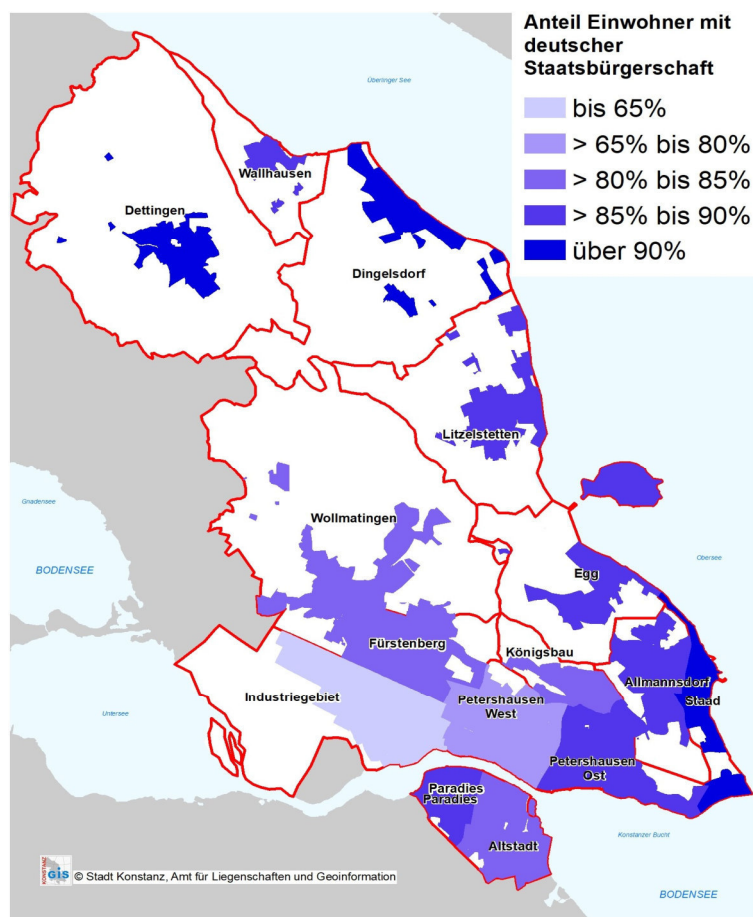 Anteil Einwohner mit
deutscher
Staatsbürgerschaft
bis 65%
> 65% bis 80%
> 80% bis 85%
> 85% bis 90%
über 90%
Überlinger See
Wallhausen
Dettingen
Dingelsdorf
Litzelstetten
Gnadensee
Wollmatingen
BODENSEE
Obersee
Egg
Fürstenberg
Königsbau
Allmannsdorf
Industriegebiet
Petershausen
West
Staad
Untersee
Petershausen
Ost
Paradies
Paradies
Altstadt
Konstanzer Bucht
KONSTANZ
GIS
© Stadt Konstanz, Amt für Liegenschaften und Geoinformation
BODENSEE